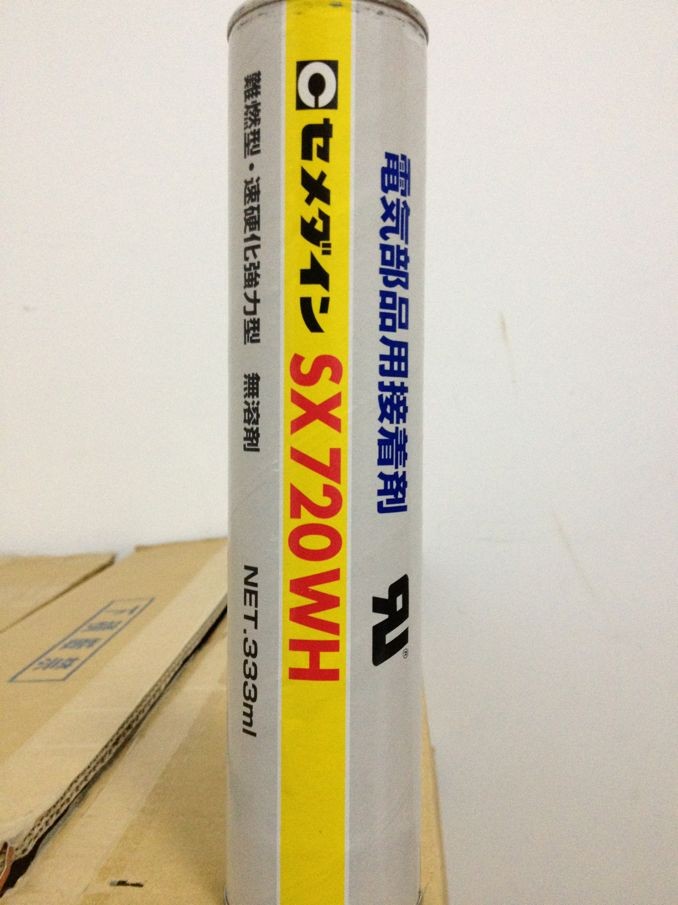 電気部品用接着剤
セメダイン SX720WH
難燃型・速硬化強力型 無溶剤 NET.333ml